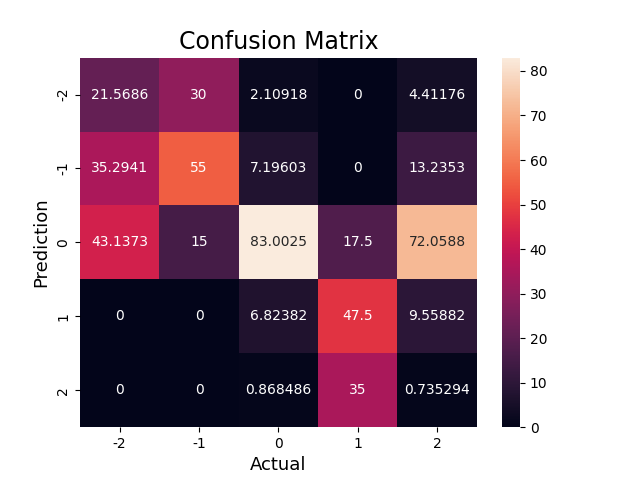 Confusion Matrix
-2 21.5686 30 2.10918 0 4.41176
-1 35.2941 55 7.19603 0 13.2353
0 43.1373 15 83.0025 17.5 72.0588
1 0 0 6.82382 47.5 9.55882
2 0 0 0.868486 35 0.735294
-2 -1 0 1 2
Prediction
Actual
80
70
60
50
40
30
20
10
0